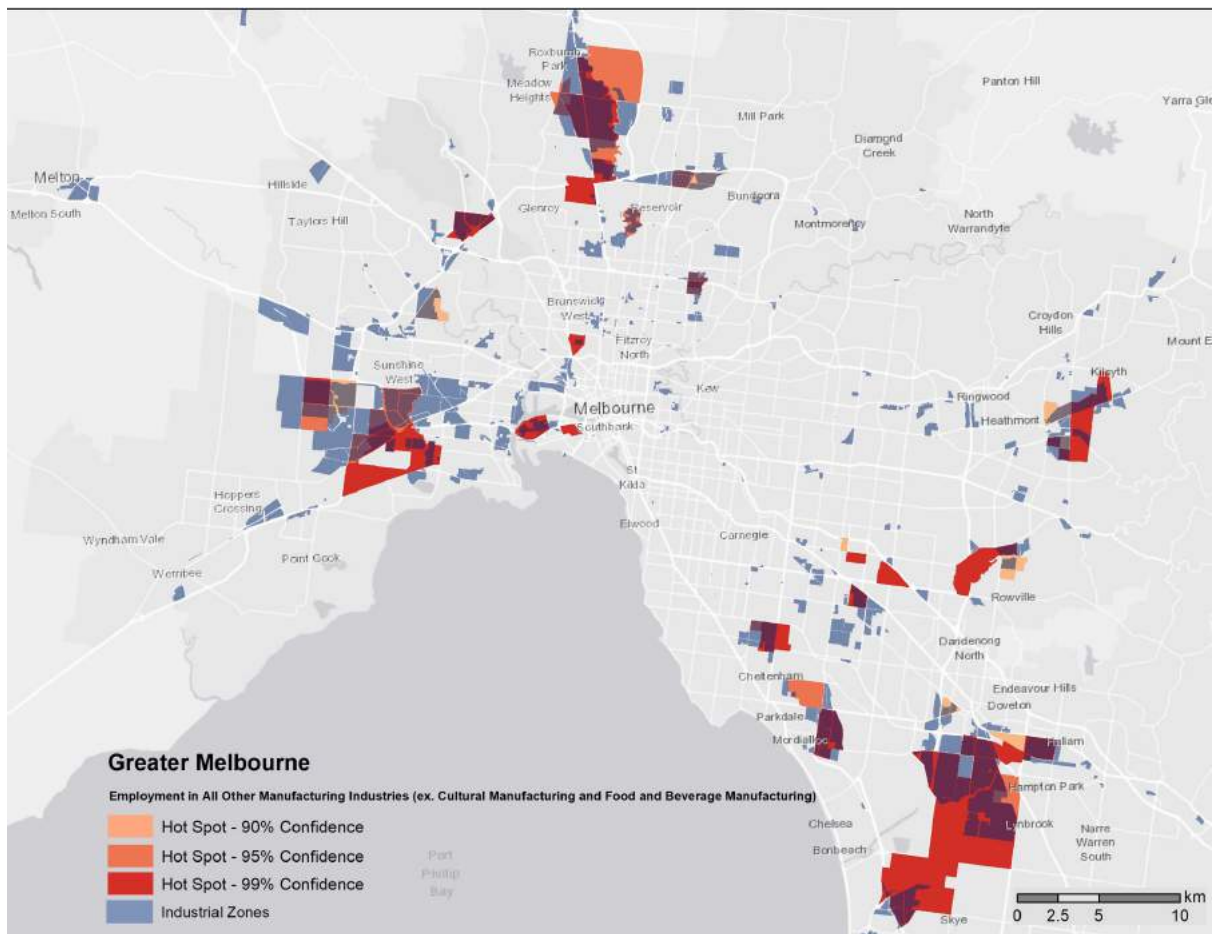 Roxburgh
Park
Meadow
Heights
Panton Hill
Yarra Gle
Mill Park
Diamond
Creek
Melton
Hillside
Melton South
Taylors Hill
Glenroy
Reservoir
Bundoora
Montmorency
North
Warrandyte
Brunswick
West
Fitzroy
North
Croydon
Hills
Mount E
Sunshine
West
Kew
Kilsyth
Ringwood
Melbourne
Southbank
Heathmont
St
Kilda
Hoppers
Crossing
Elwood
Carnegie
Wyndham Vale
Point Cook
Werribee
Rowville
Dandenong
North
Cheltenham
Endeavour Hills
Doveton
Parkdale
Mordialloc
Hallam
Hampton Park
Chelsea
Lynbrook
Narre
Warren
South
Bonbeach
Skye
Port
Phillip
Bay
Greater Melbourne
Employment in All Other Manufacturing Industries (ex. Cultural Manufacturing and Food and Beverage Manufacturing)
Hot Spot - 90% Confidence
Hot Spot - 95% Confidence
Hot Spot - 99% Confidence
Industrial Zones
km
0 2.5 5 10